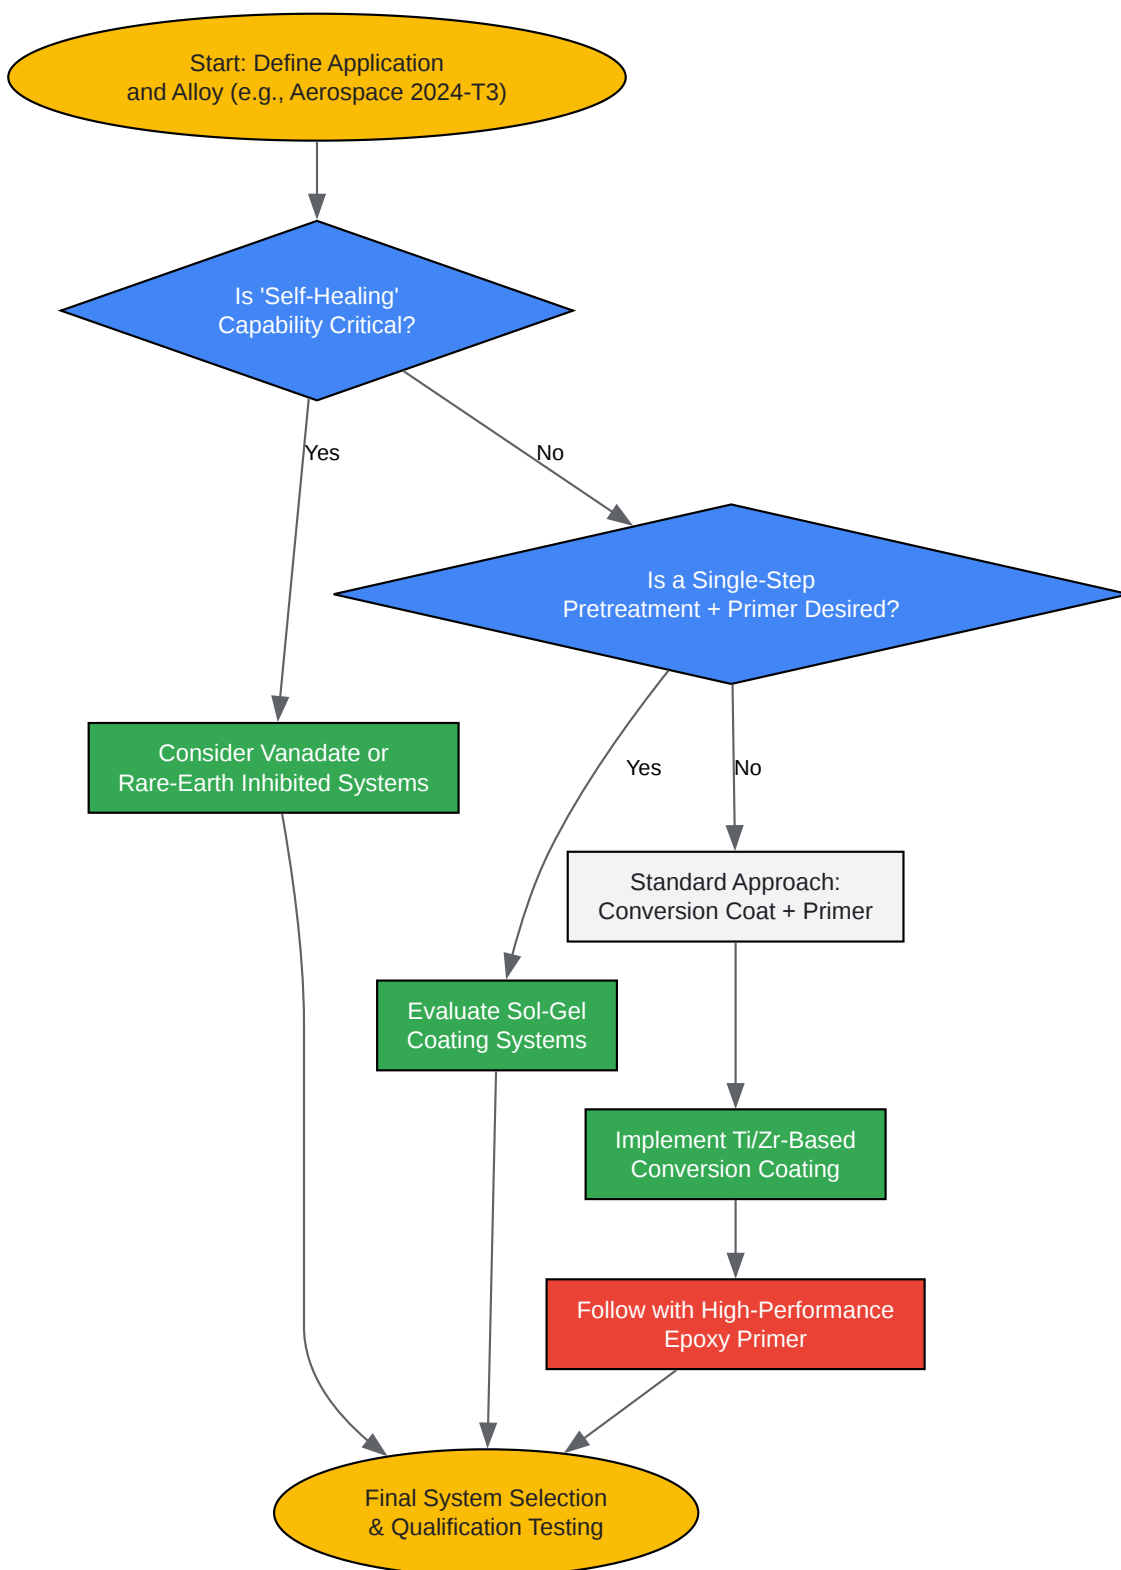 Start: Define Application
and Alloy (e.g., Aerospace 2024-T3)
Is 'Self-Healing'
Capability Critical?
Yes
No
Is a Single-Step
Pretreatment + Primer Desired?
Consider Vanadate or
Rare-Earth Inhibited Systems
Yes
No
Standard Approach:
Conversion Coat + Primer
Evaluate Sol-Gel
Coating Systems
Implement Ti/Zr-Based
Conversion Coating
Follow with High-Performance
Epoxy Primer
Final System Selection
& Qualification Testing